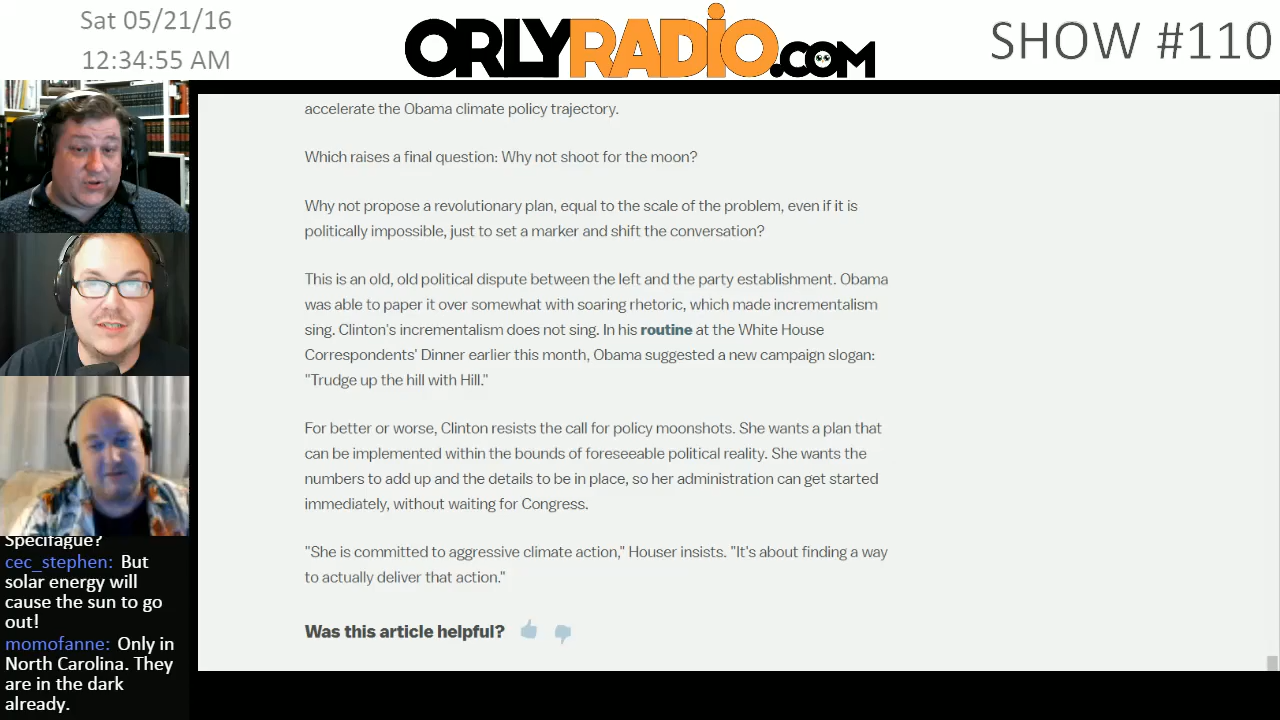 Sat 05/21/16
12:34:55 AM
ORLYRADIO.COM
SHOW #110
accelerate the Obama climate policy trajectory.
Which raises a final question: Why not shoot for the moon?
Why not propose a revolutionary plan, equal to the scale of the problem, even if it is
politically impossible, just to set a marker and shift the conversation?
This is an old, old political dispute between the left and the party establishment. Obama
was able to paper it over somewhat with soaring rhetoric, which made incrementalism
sing. Clinton's incrementalism does not sing. In his routine at the White House
Correspondents' Dinner earlier this month, Obama suggested a new campaign slogan:
"Trudge up the hill with Hill."
For better or worse, Clinton resists the call for policy moonshots. She wants a plan that
can be implemented within the bounds of foreseeable political reality. She wants the
numbers to add up and the details to be in place, so her administration can get started
immediately, without waiting for Congress.
"She is committed to aggressive climate action," Houser insists. "It's about finding a way
to actually deliver that action."
Was this article helpful?
Specifague?
cec_stephen: But
solar energy will
cause the sun to go
out!
momofanne: Only in
North Carolina. They
are in the dark
already.